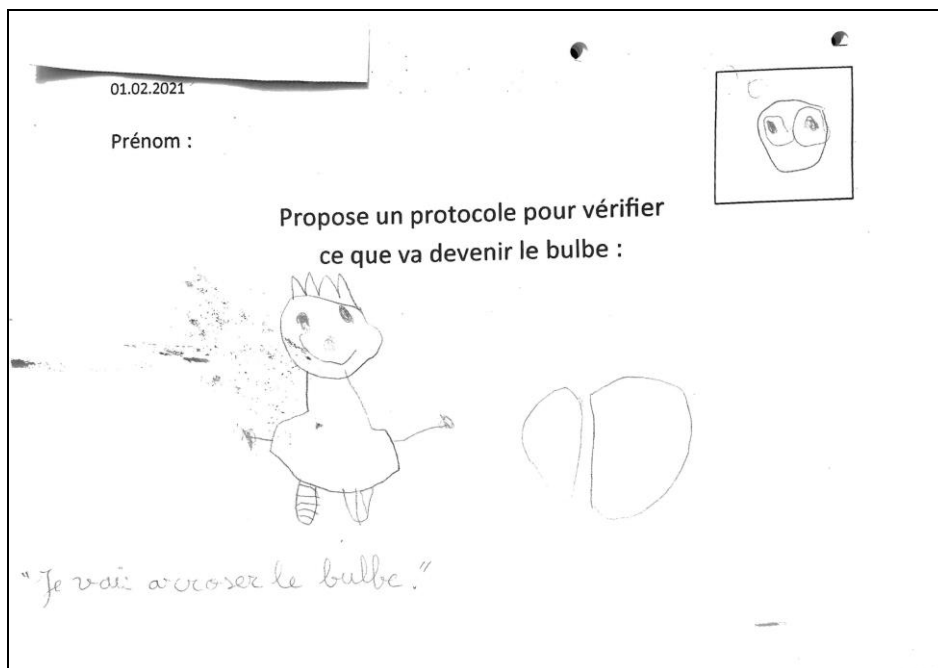 01.02.2021
Prénom :
Propose un protocole pour vérifier
ce que va devenir le bulbe :
"Je vais arroser le bulbe."